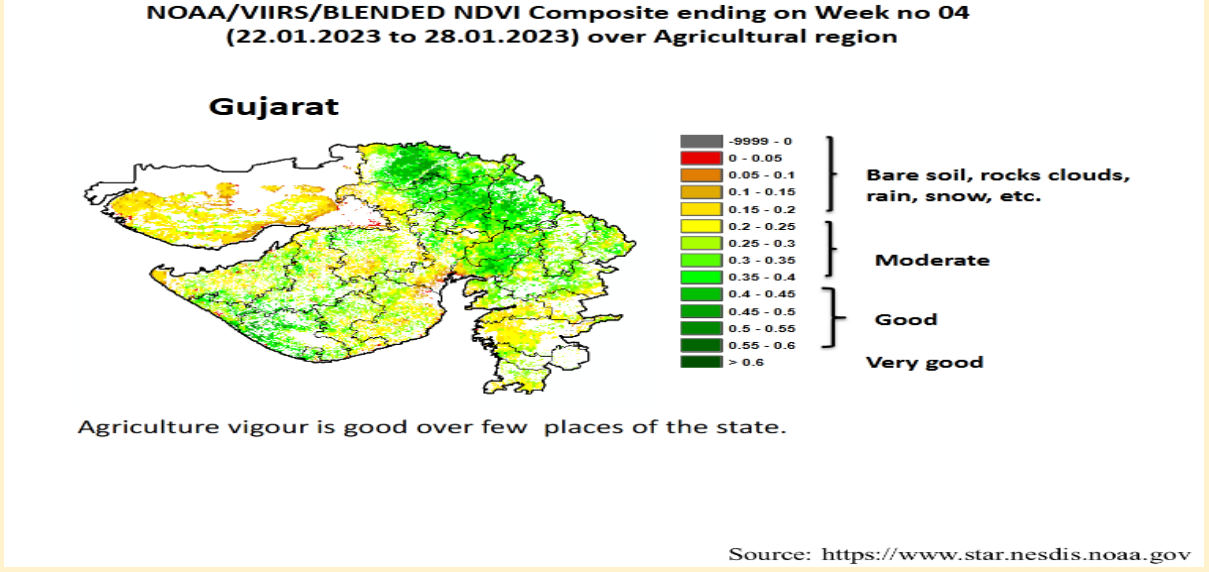 NOAA/VIIRS/BLENDED NDVI Composite ending on Week no 04
(22.01.2023 to 28.01.2023) over Agricultural region
Gujarat
-9999 - 0
0 - 0.05
0.05 - 0.1
0.1 - 0.15
0.15 - 0.2
0.2 - 0.25
0.25 - 0.3
0.3 - 0.35
0.35 - 0.4
0.4 - 0.45
0.45 - 0.5
0.5 - 0.55
0.55 - 0.6
> 0.6
Bare soil, rocks clouds,
rain, snow, etc.
Moderate
Good
Very good
Agriculture vigour is good over few  places of the state.
Source: https://www.star.nesdis.noaa.gov